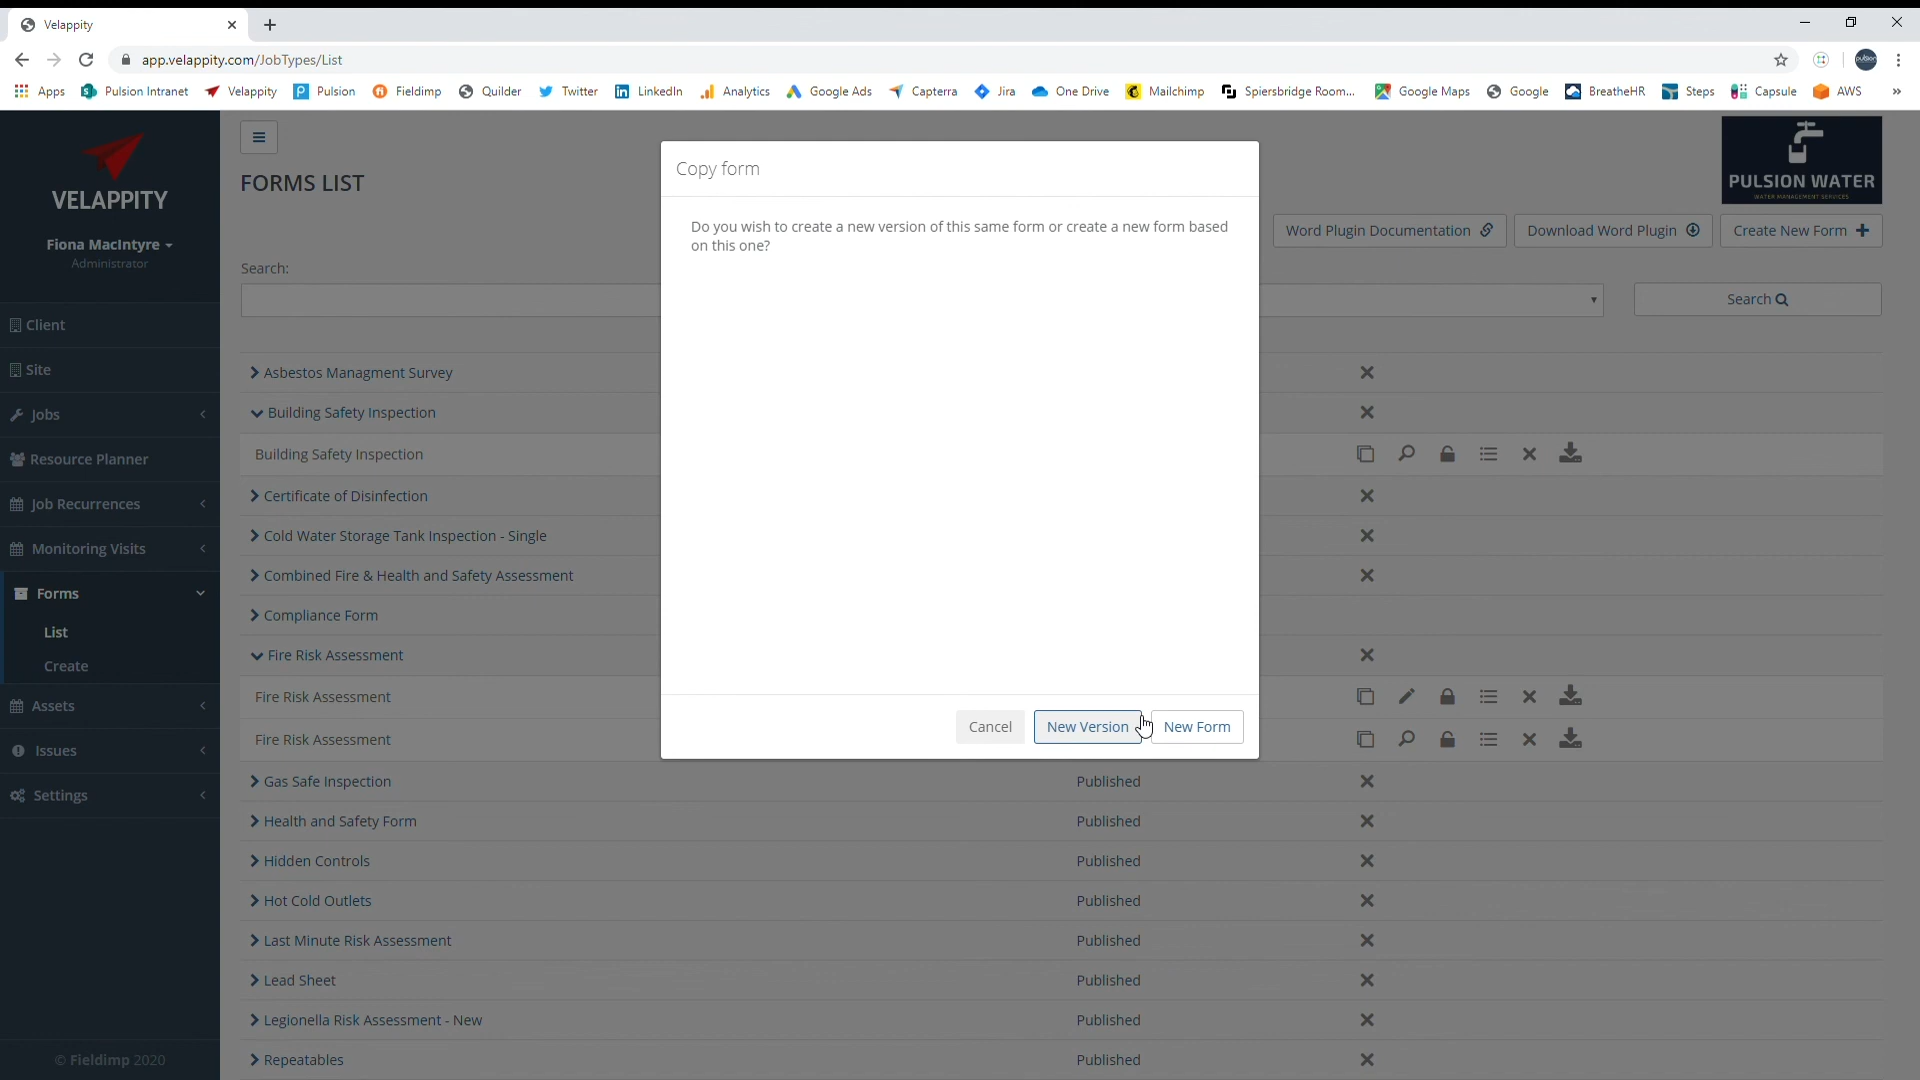 Velappity
app.velappity.com/JobTypes/List
Apps
Pulsion Intranet
Velappity
Pulsion
Fieldimp
Quilder
Twitter
LinkedIn
Analytics
Google Ads
Capterra
Jira
One Drive
Mailchimp
Spiersbridge Room...
Google Maps
Google
BreatheHR
Steps
Capsule
AWS
VELAPPITY
Fiona MacIntyre
Administrator
Client
Site
Jobs
Resource Planner
Job Recurrences
Monitoring Visits
Forms
List
Create
Assets
Issues
Settings
© Fieldimp 2020
FORMS LIST
PULSION WATER
WATER MANAGEMENT SERVICES
Word Plugin Documentation
Download Word Plugin
Create New Form
Search:
Search
Asbestos Managment Survey
Building Safety Inspection
Building Safety Inspection
Certificate of Disinfection
Cold Water Storage Tank Inspection - Single
Combined Fire & Health and Safety Assessment
Compliance Form
Fire Risk Assessment
Fire Risk Assessment
Fire Risk Assessment
Gas Safe Inspection Published
Health and Safety Form Published
Hidden Controls Published
Hot Cold Outlets Published
Last Minute Risk Assessment Published
Lead Sheet Published
Legionella Risk Assessment - New Published
Repeatables Published
Copy form
Do you wish to create a new version of this same form or create a new form based
on this one?
Cancel
New Version
New Form